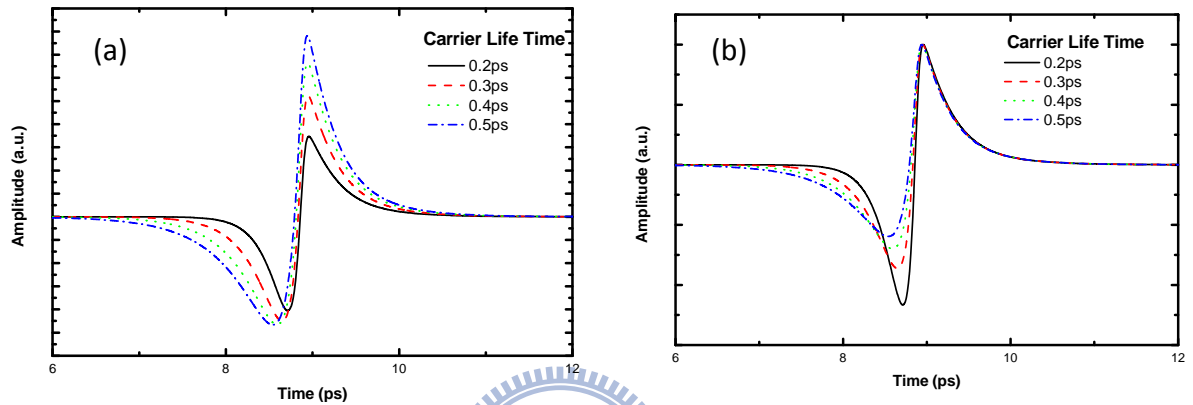 (a)
Carrier Life Time
0.2ps
0.3ps
0.4ps
0.5ps
Amplitude (a.u.)
6
8
10
12
Time (ps)
(b)
Carrier Life Time
0.2ps
0.3ps
0.4ps
0.5ps
Amplitude (a.u.)
6
8
10
12
Time (ps)